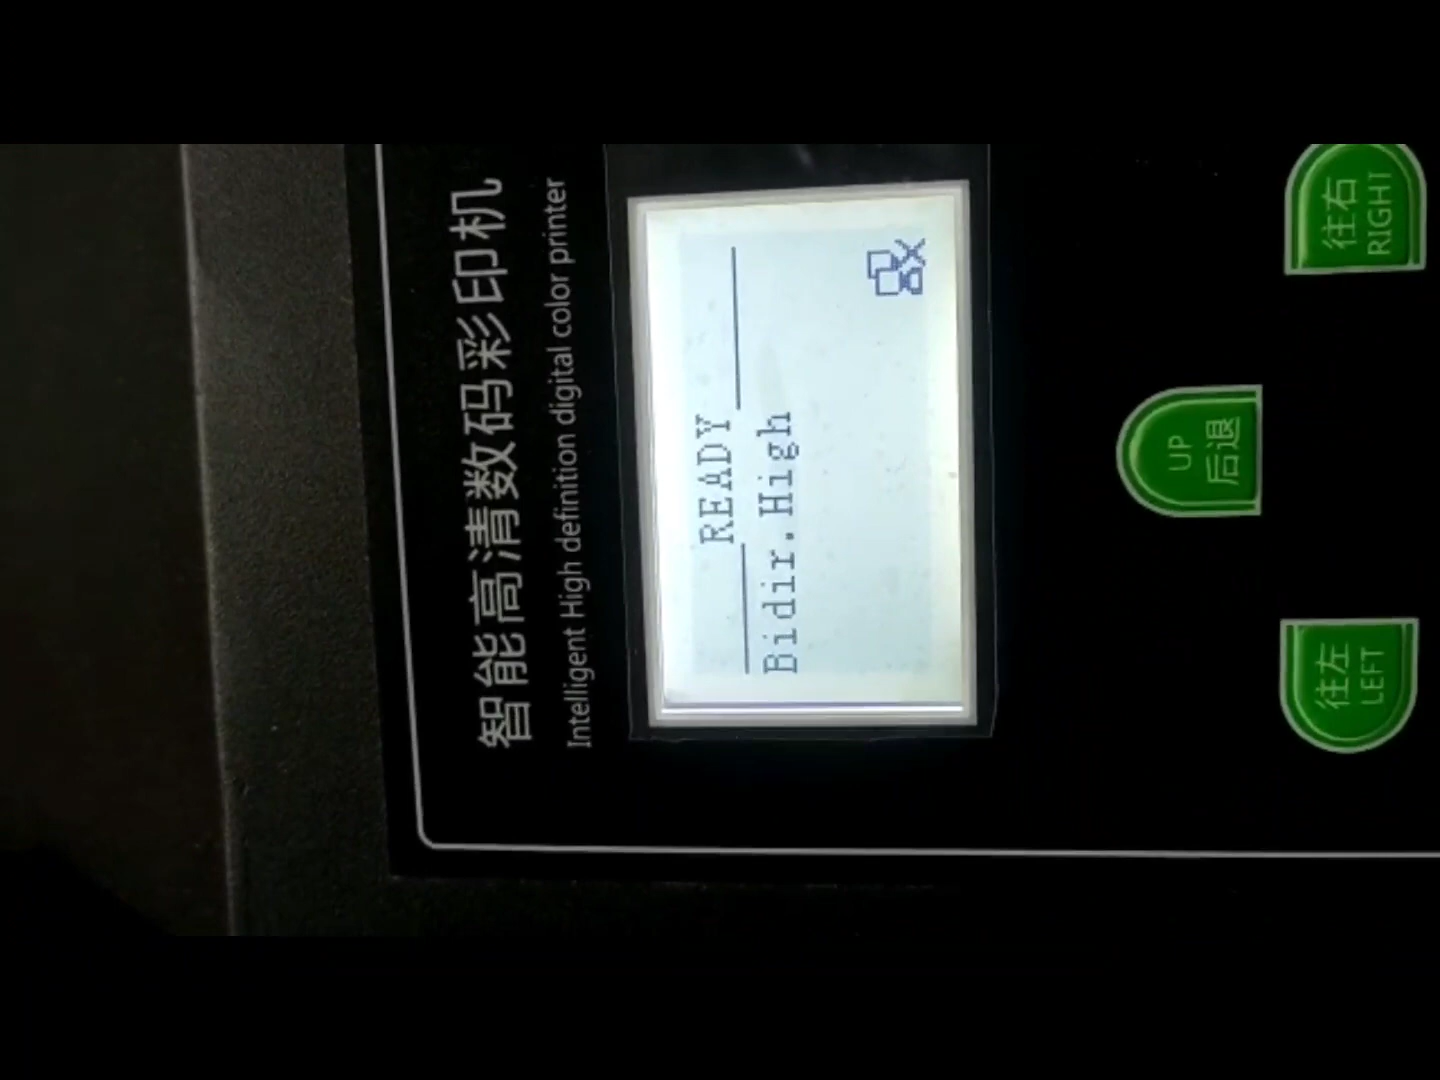 智能高清数码彩印机
Intelligent High definition digital color printer
READY
Bidir.High
UP
后退
往左
LEFT
往右
RIGHT